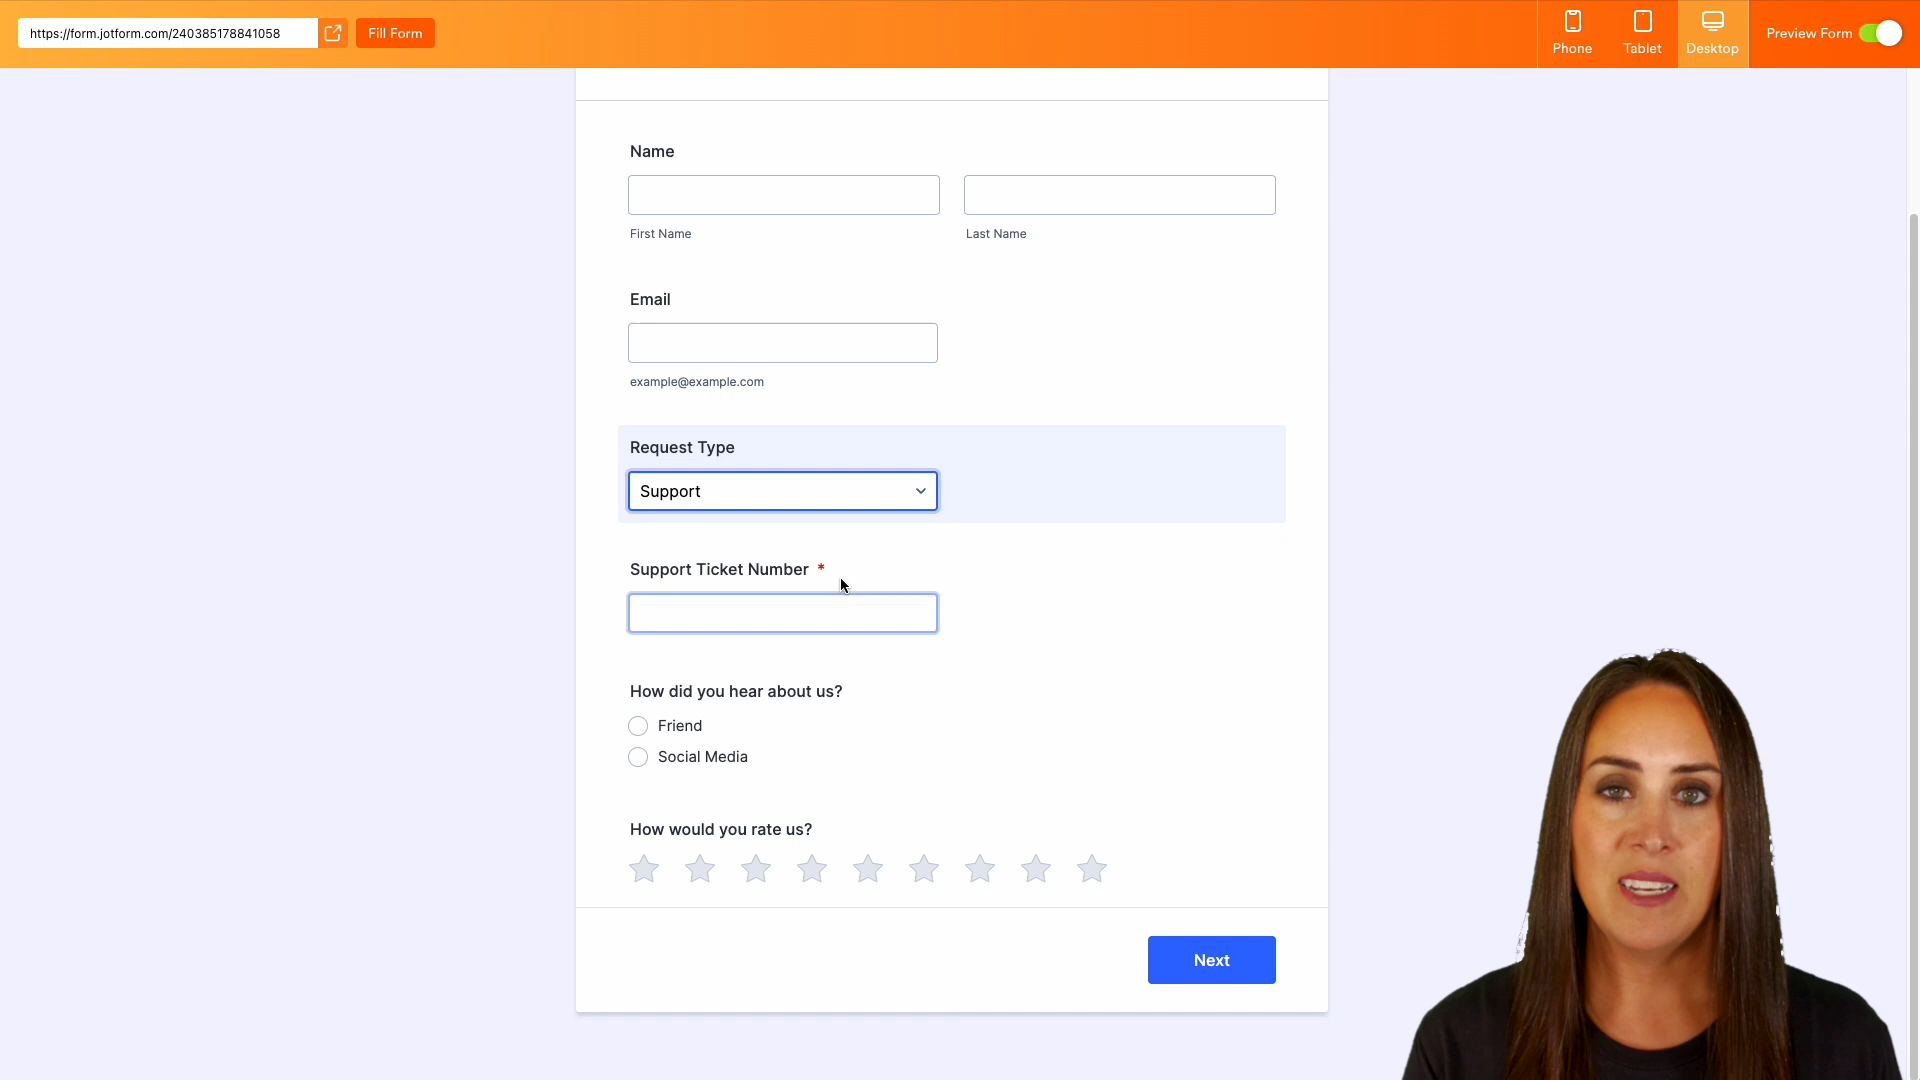 https://form.jotform.com/240385178841058
Fill Form
Phone
Tablet
Desktop
Preview Form
Name
First Name
Last Name
Email
example@example.com
Request Type
Support
Support Ticket Number *
How did you hear about us?
Friend
Social Media
How would you rate us?
Next